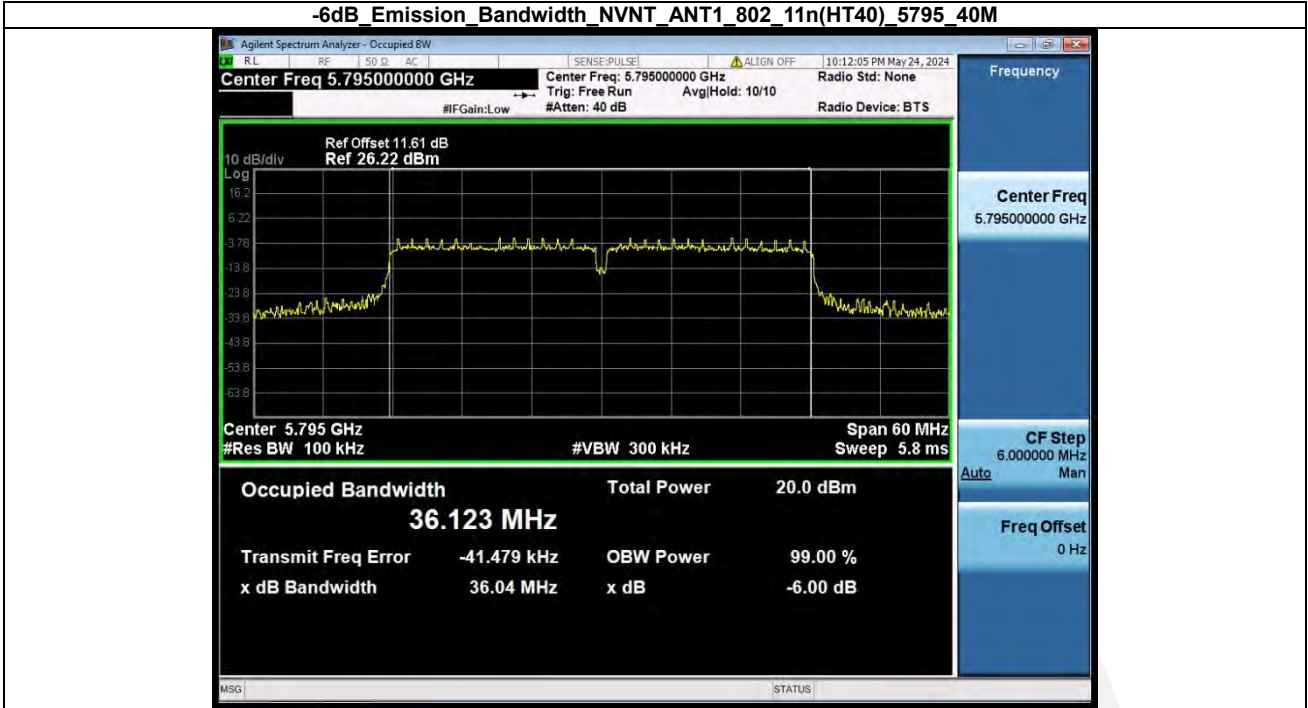 -6dB_Emission_Bandwidth_NVNT_ANT1_802_11n(HT40)_5795_40M
Agilent Spectrum Analyzer - Occupied BW
LXI RL RF 50 Ω AC SENSE:PULSE ALIGN OFF 10:12:05 PM May 24, 2024
Center Freq 5.795000000 GHz Center Freq: 5.795000000 GHz Radio Std: None
Trig: Free Run Avg|Hold: 10/10
#IFGain:Low #Atten: 40 dB Radio Device: BTS
Ref Offset 11.61 dB
10 dB/div Ref 26.22 dBm
Log
16.2
6.22
-3.78
-13.8
-23.8
-33.8
-43.8
-53.8
-63.8
Center 5.795 GHz Span 60 MHz
#Res BW 100 kHz #VBW 300 kHz Sweep 5.8 ms
Occupied Bandwidth Total Power 20.0 dBm
36.123 MHz
Transmit Freq Error -41.479 kHz OBW Power 99.00 %
x dB Bandwidth 36.04 MHz x dB -6.00 dB
MSG STATUS
Frequency
Center Freq
5.795000000 GHz
CF Step
6.000000 MHz
Auto Man
Freq Offset
0 Hz